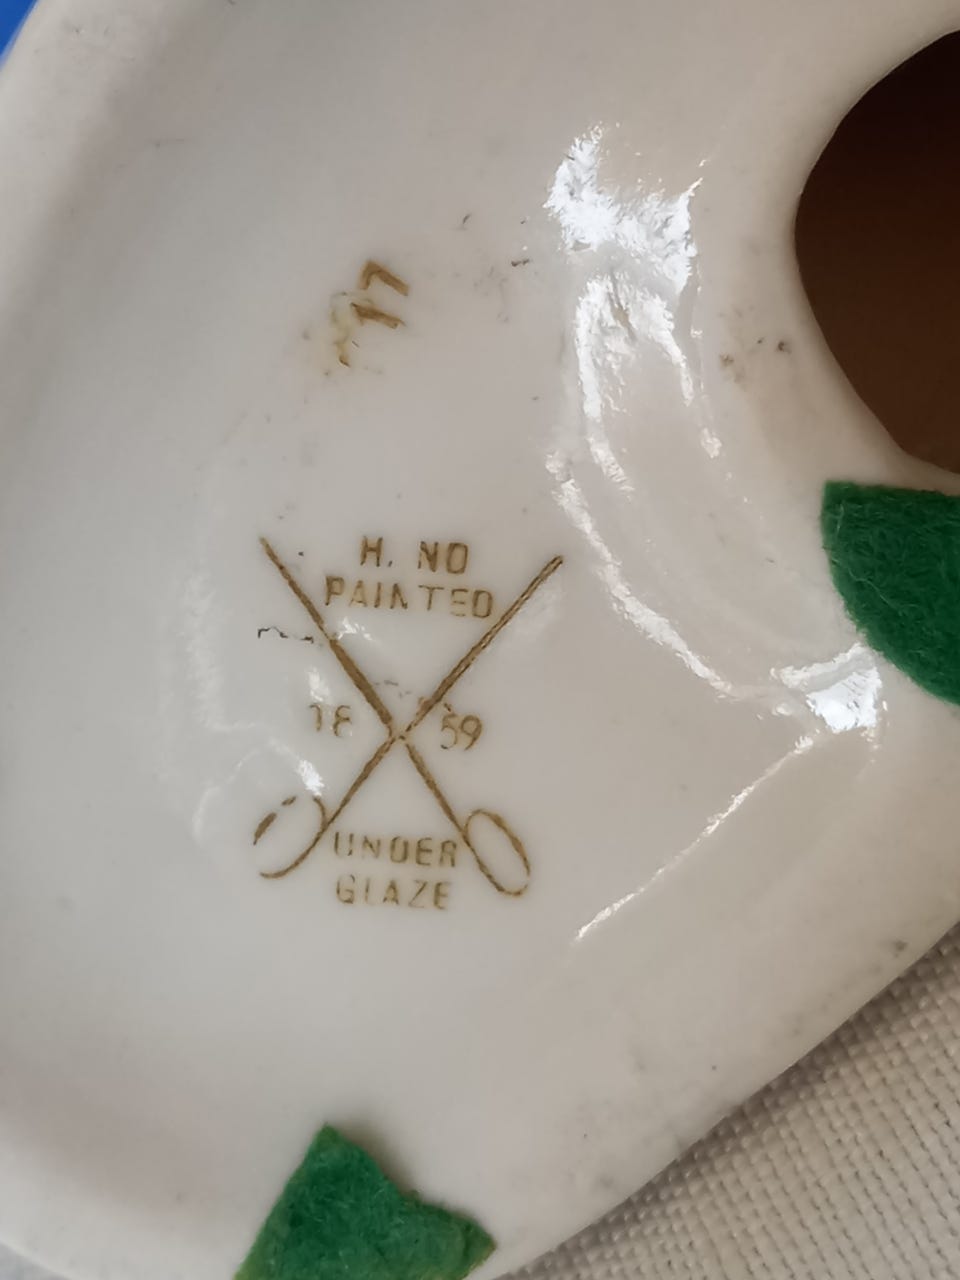 H. ND
PAINTED
18 59
UNDER
GLAZE